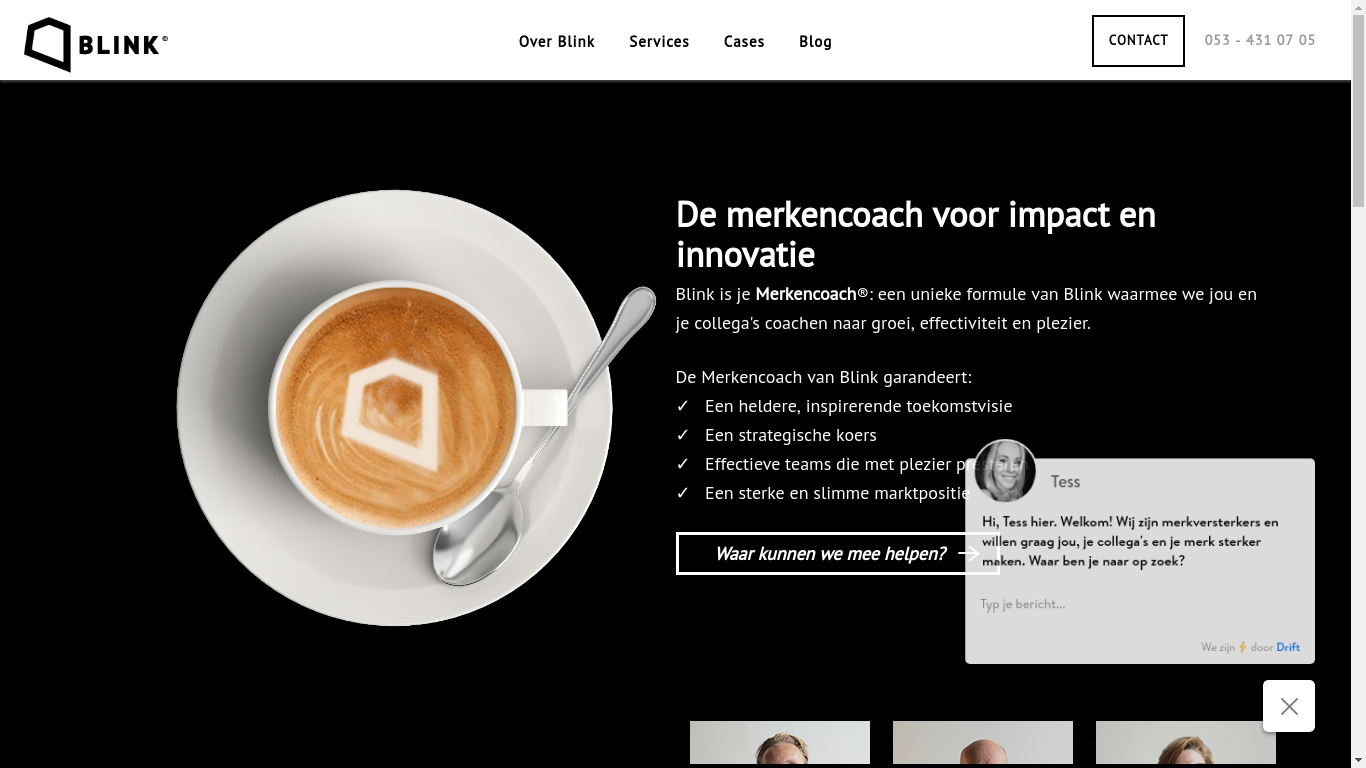 BLINK®
Over Blink
Services
Cases
Blog
CONTACT
053 - 431 07 05
De merkencoach voor impact en
innovatie
Blink is je Merkencoach®: een unieke formule van Blink waarmee we jou en
je collega's coachen naar groei, effectiviteit en plezier.
De Merkencoach van Blink garandeert:
✓ Een heldere, inspirerende toekomstvisie
✓ Een strategische koers
✓ Effectieve teams die met plezier presteren
✓ Een sterke en slimme marktpositie
Waar kunnen we mee helpen? →
Tess
Hi, Tess hier. Welkom! Wij zijn merkversterkers en
willen graag jou, je collega's en je merk sterker
maken. Waar ben je naar op zoek?
Typ je bericht...
We zijn ⚡ door Drift